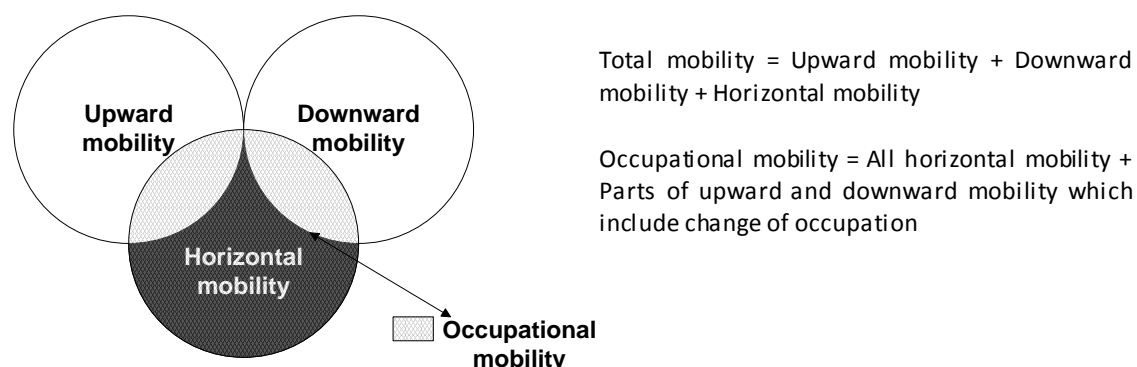 Upward
mobility
Downward
mobility
Horizontal
mobility
Occupational
mobility
Total mobility = Upward mobility + Downward
mobility + Horizontal mobility
Occupational mobility = All horizontal mobility +
Parts of upward and downward mobility which
include change of occupation